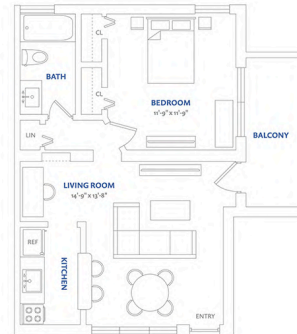 CL
BATH
CL
BEDROOM
11'-9" x 11'-9"
LIN
BALCONY
LIVING ROOM
14'-9" x 13'-8"
REF
KITCHEN
ENTRY